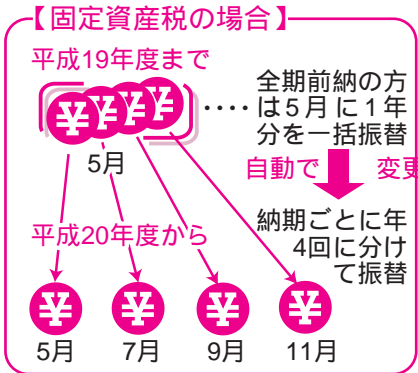 【固定資産税の場合】
平成19年度まで
¥¥¥¥
5月
‥‥全期前納の方
は5月に1年
分を一括振替
自動で 変更
納期ごとに年
4回に分け
て振替
平成20年度から
¥ ¥ ¥ ¥
5月 7月 9月 11月